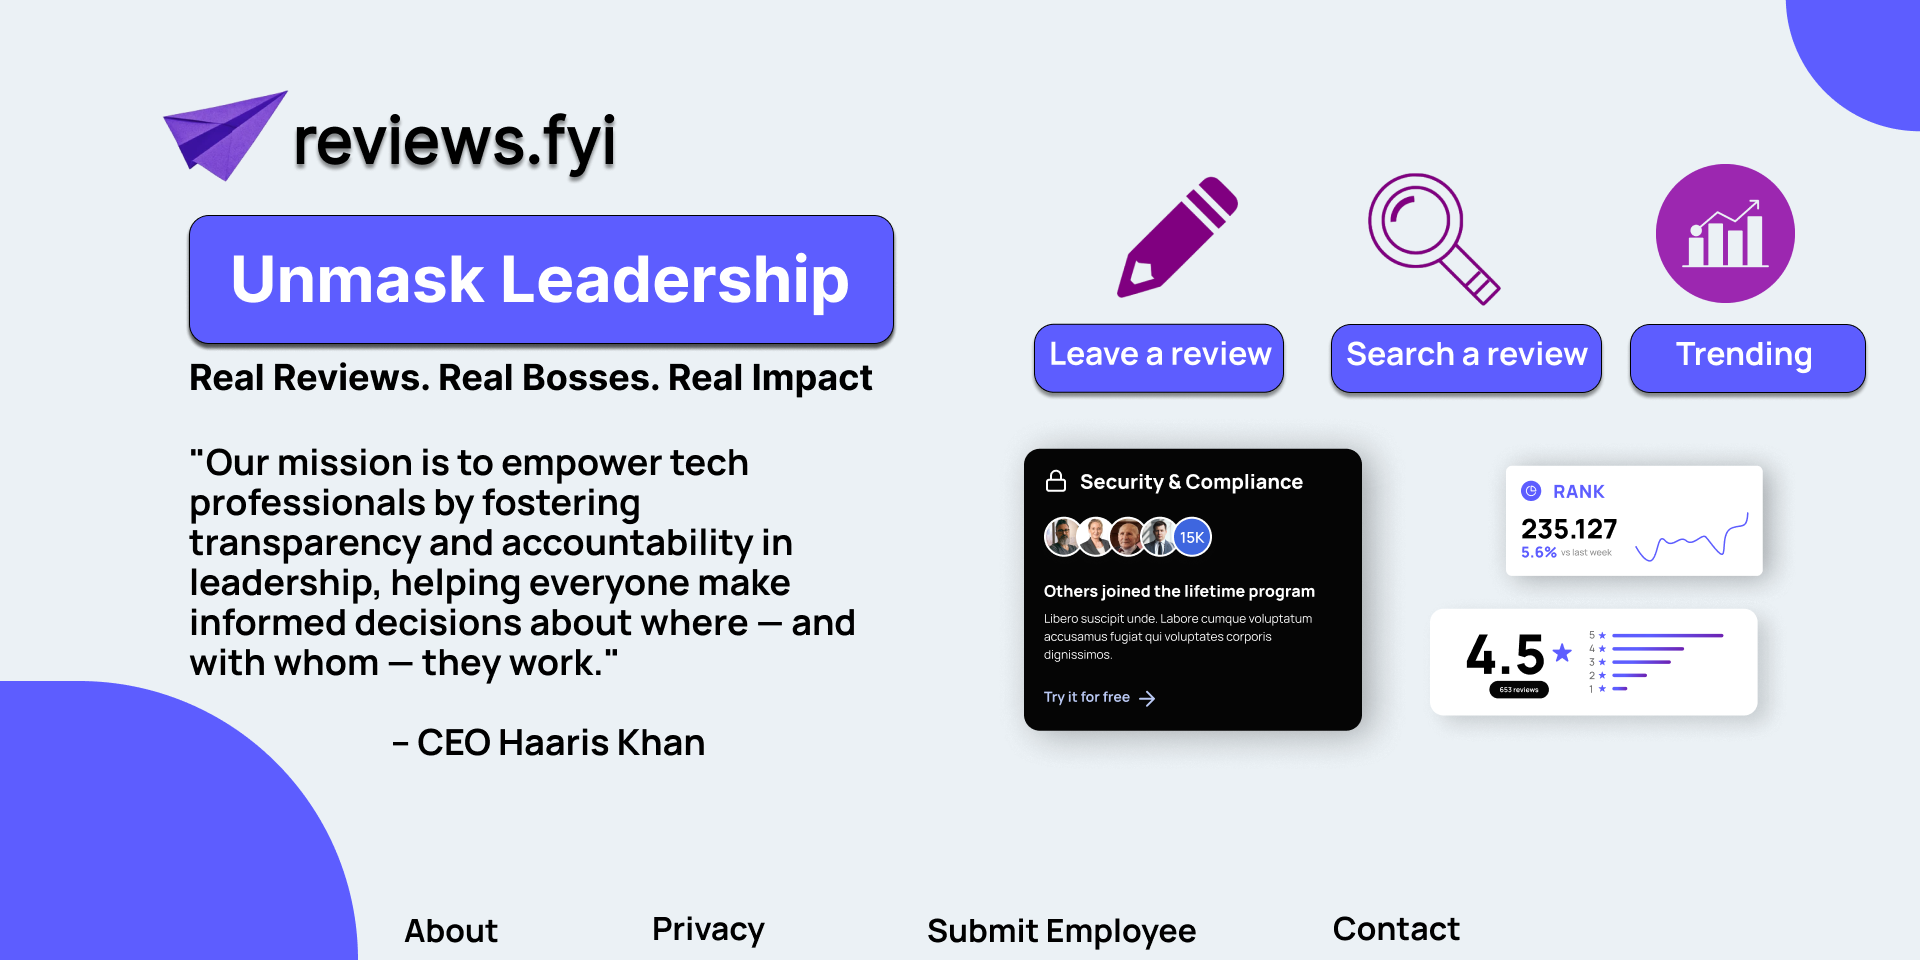 reviews.fyi
Unmask Leadership
Real Reviews. Real Bosses. Real Impact
"Our mission is to empower tech
professionals by fostering
transparency and accountability in
leadership, helping everyone make
informed decisions about where — and
with whom — they work."
– CEO Haaris Khan
Leave a review
Search a review
Trending
Security & Compliance
15K
Others joined the lifetime program
Libero suscipit unde. Labore cumque voluptatum
accusamus fugiat qui voluptates corporis
dignissimos.
Try it for free
RANK
235.127
5.6% vs last week
4.5
653 reviews
5
4
3
2
1
About
Privacy
Submit Employee
Contact